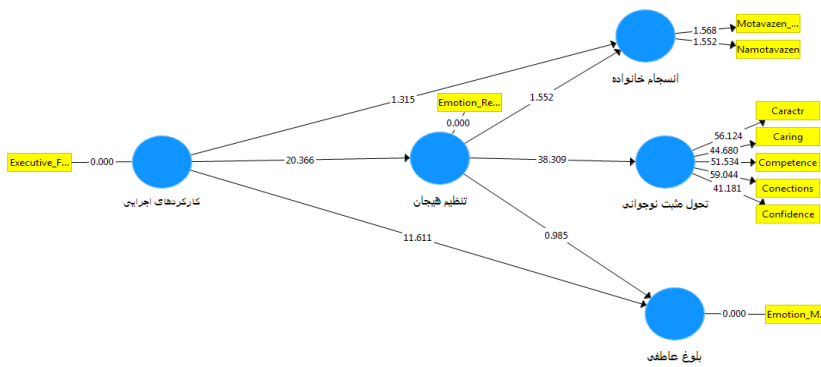 Motavazen_...
1.568
1.552
Namotavazen
انسجام خانواده
1.315
Emotion_Re...
1.552
0.000
Caractr
56.124
Caring
44.680
Executive_F...
0.000
20.366
38.309
51.534
Competence
59.044
Conections
41.181
کارکردهای اجرایی
تنظیم هیجان
تحول مثبت نوجوانی
Confidence
11.611
0.985
0.000
Emotion_M.
بلوغ عاطفی